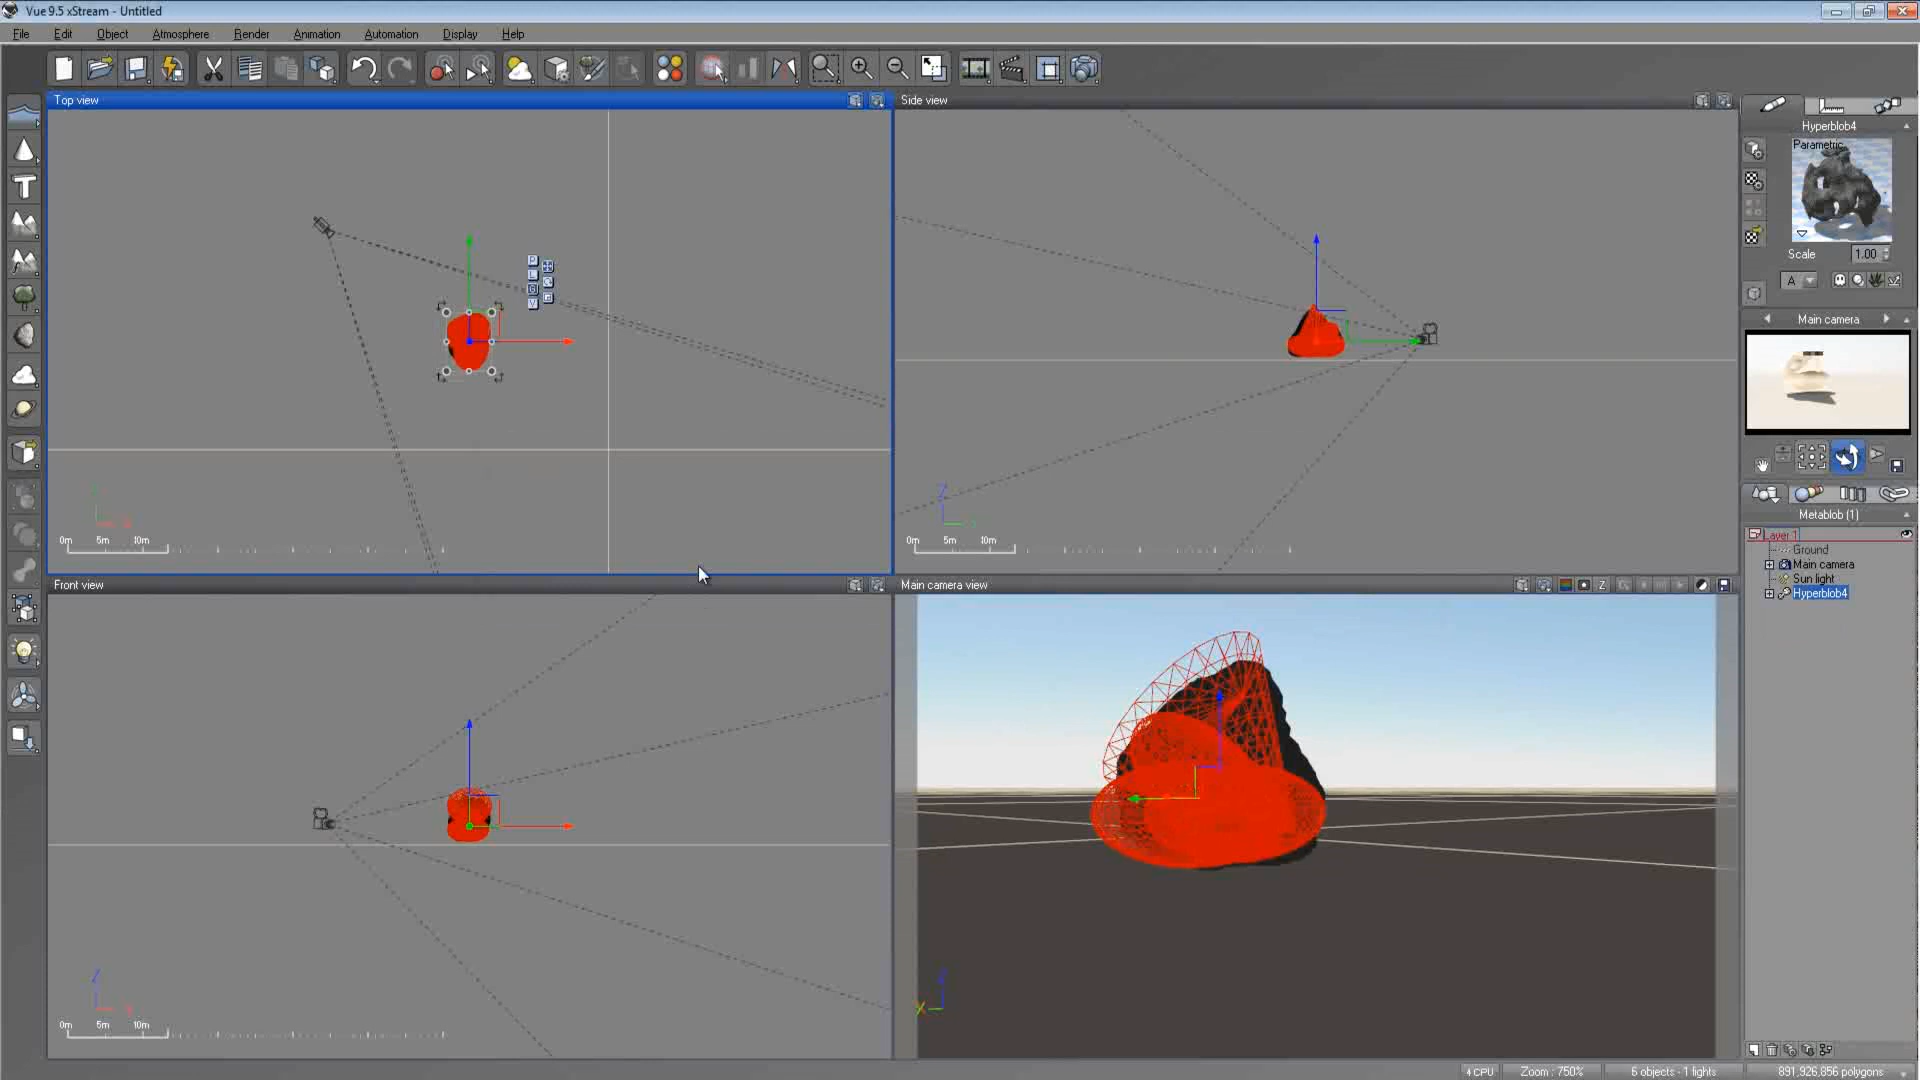 Vue 9.5 xStream - Untitled
File Edit Object Atmosphere Render Animation Automation Display Help
Top view
Side view
Hyperblob4
Parametric
Scale 1.00
A
Main camera
0m 5m 10m
0m 5m 10m
Metablob (1)
Layer 1
Ground
Main camera
Sun light
Hyperblob4
Front view
Main camera view
Z
0m 5m 10m
X
4 CPU
Zoom : 750%
6 objects - 1 lights
891,926,856 polygons